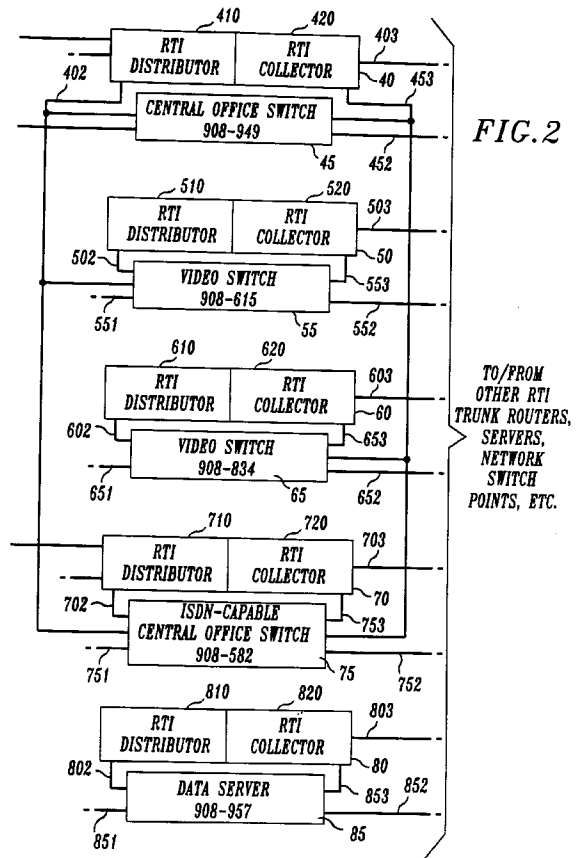 410 420
RTI DISTRIBUTOR
RTI COLLECTOR
403
402
40
453
CENTRAL OFFICE SWITCH
908-949
45
452
FIG.2
510 520
RTI DISTRIBUTOR
RTI COLLECTOR
503
50
502
553
VIDEO SWITCH
908-615
551
55
552
610 620
RTI DISTRIBUTOR
RTI COLLECTOR
603
60
602
653
VIDEO SWITCH
908-834
651
65
652
TO/FROM
OTHER RTI
TRUNK ROUTERS,
SERVERS,
NETWORK
SWITCH
POINTS, ETC.
710 720
RTI DISTRIBUTOR
RTI COLLECTOR
703
70
702
753
ISDN-CAPABLE
CENTRAL OFFICE SWITCH
908-582
751
75
752
810 820
RTI DISTRIBUTOR
RTI COLLECTOR
803
80
802
853
852
DATA SERVER
908-957
851
85